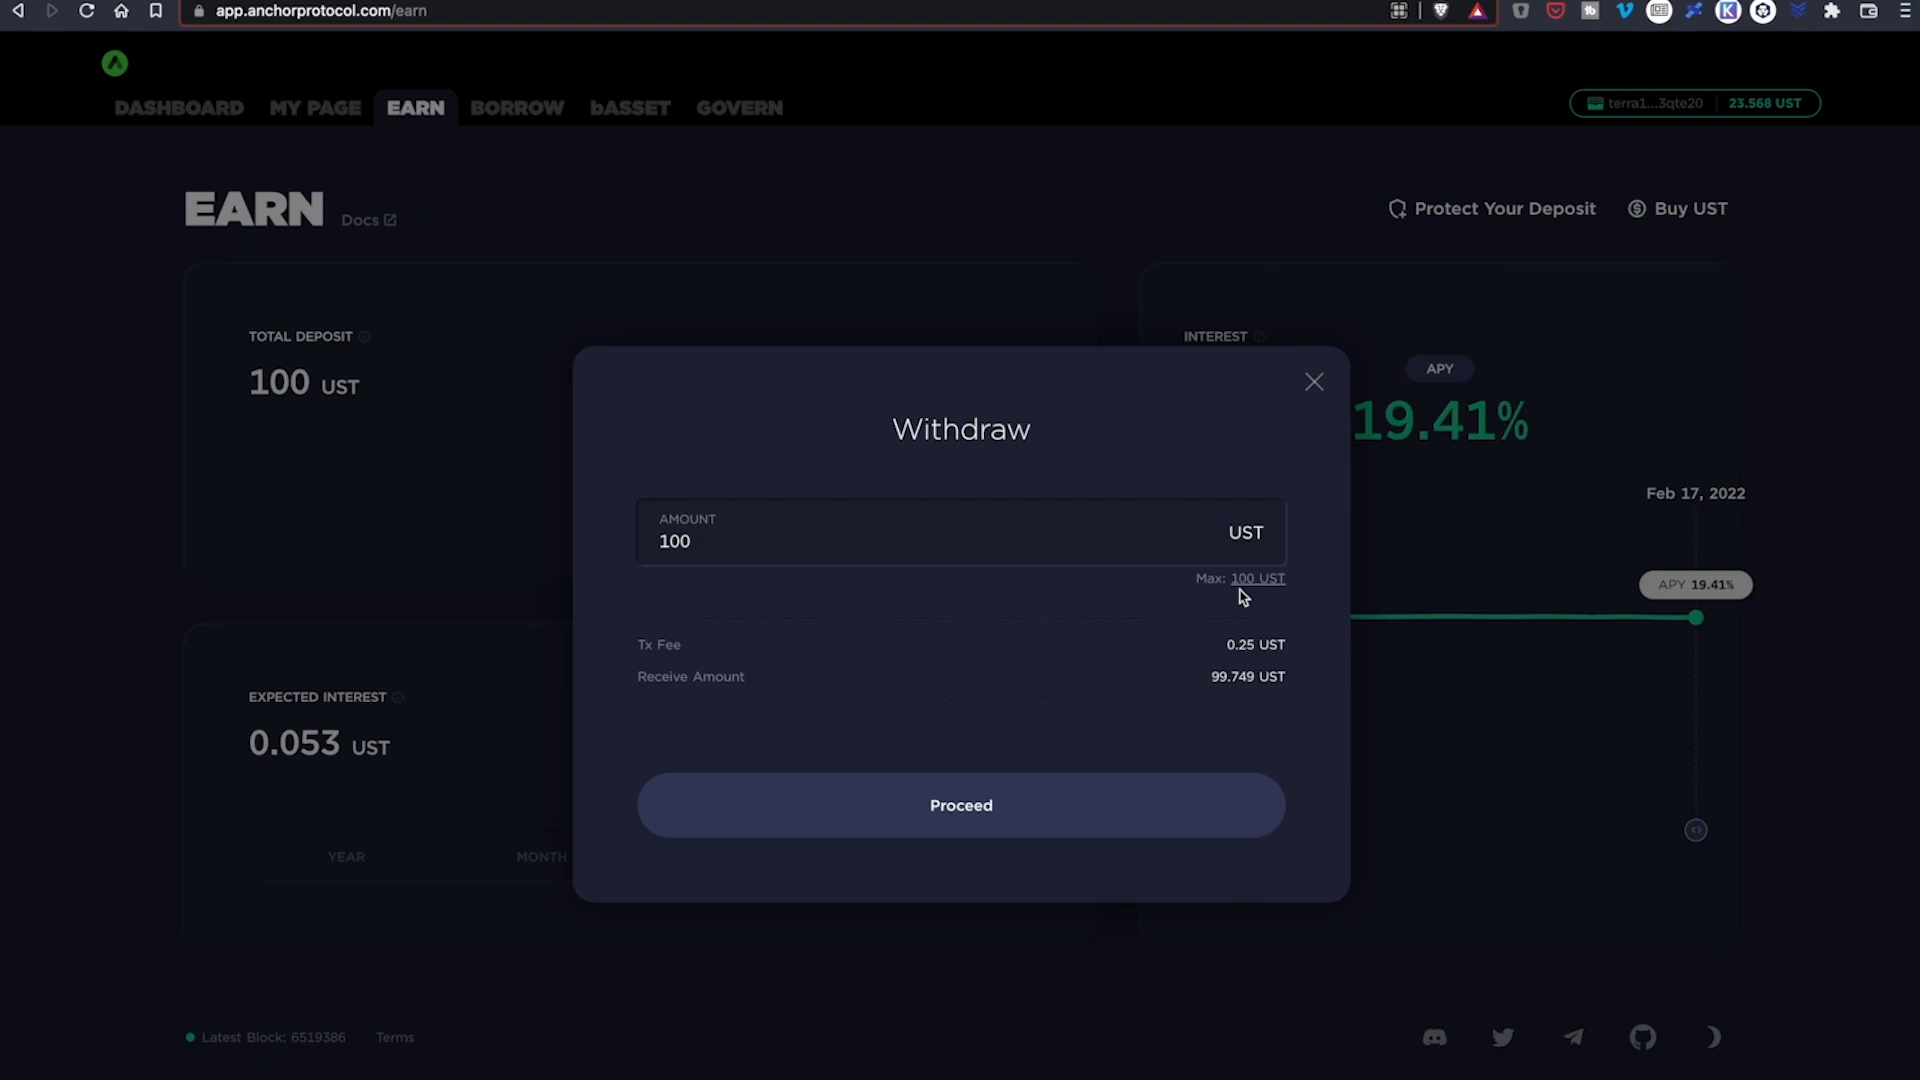 app.anchorprotocol.com/earn
DASHBOARD MY PAGE EARN BORROW bASSET GOVERN
terra1...3qte20 23.568 UST
EARN Docs
Protect Your Deposit Buy UST
TOTAL DEPOSIT
100 UST
INTEREST
APY
19.41%
Feb 17, 2022
APY 19.41%
Withdraw
AMOUNT
100
UST
Max: 100 UST
Tx Fee 0.25 UST
Receive Amount 99.749 UST
Proceed
EXPECTED INTEREST
0.053 UST
YEAR MONTH
Latest Block: 6519386 Terms